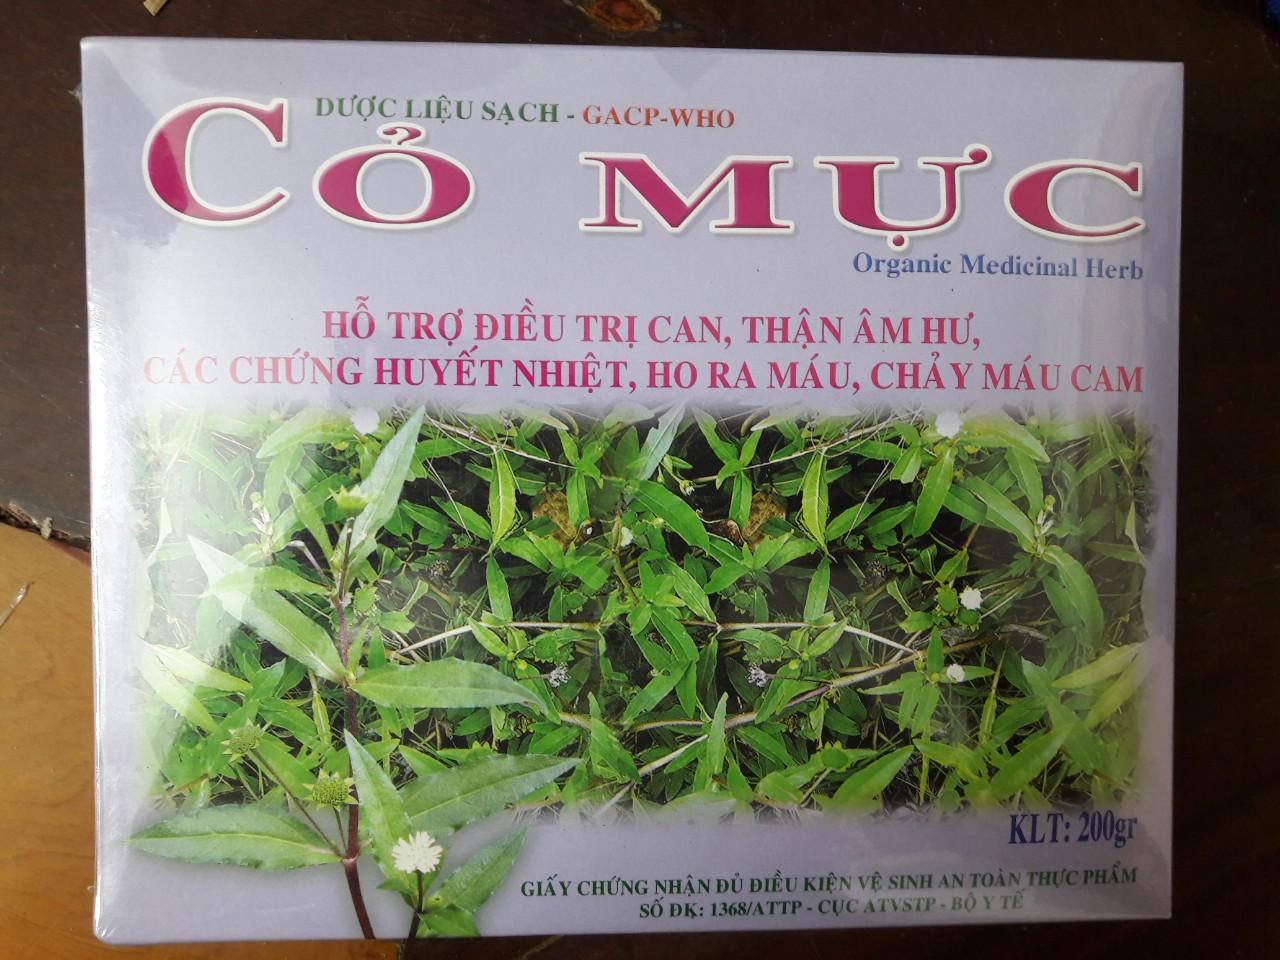 DƯỢC LIỆU SẠCH - GACP-WHO
CỎ MỰC
Organic Medicinal Herb
HỖ TRỢ ĐIỀU TRỊ CAN, THẬN ÂM HƯ,
CÁC CHỨNG HUYẾT NHIỆT, HO RA MÁU, CHẢY MÁU CAM
KLT: 200gr
GIẤY CHỨNG NHẬN ĐỦ ĐIỀU KIỆN VỆ SINH AN TOÀN THỰC PHẨM
SỐ ĐK: 1368/ATTP - CỤC ATVSTP - BỘ Y TẾ